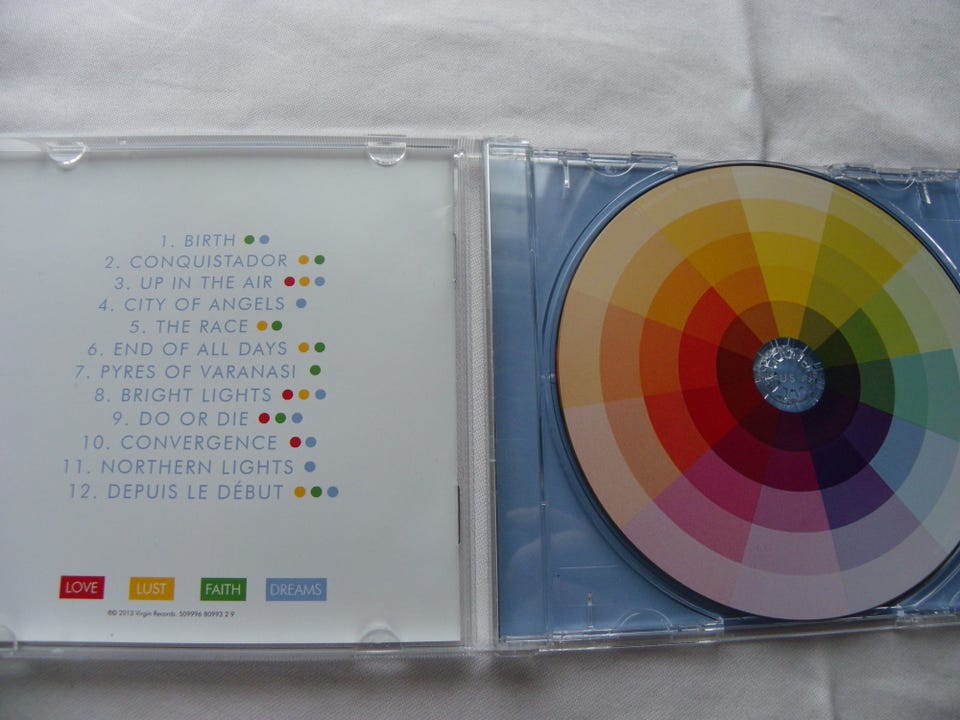 1. BIRTH
2. CONQUISTADOR
3. UP IN THE AIR
4. CITY OF ANGELS
5. THE RACE
6. END OF ALL DAYS
7. PYRES OF VARANASI
8. BRIGHT LIGHTS
9. DO OR DIE
10. CONVERGENCE
11. NORTHERN LIGHTS
12. DEPUIS LE DÉBUT
LOVE LUST FAITH DREAMS
℗© 2013 Virgin Records. 509996 80993 2 9